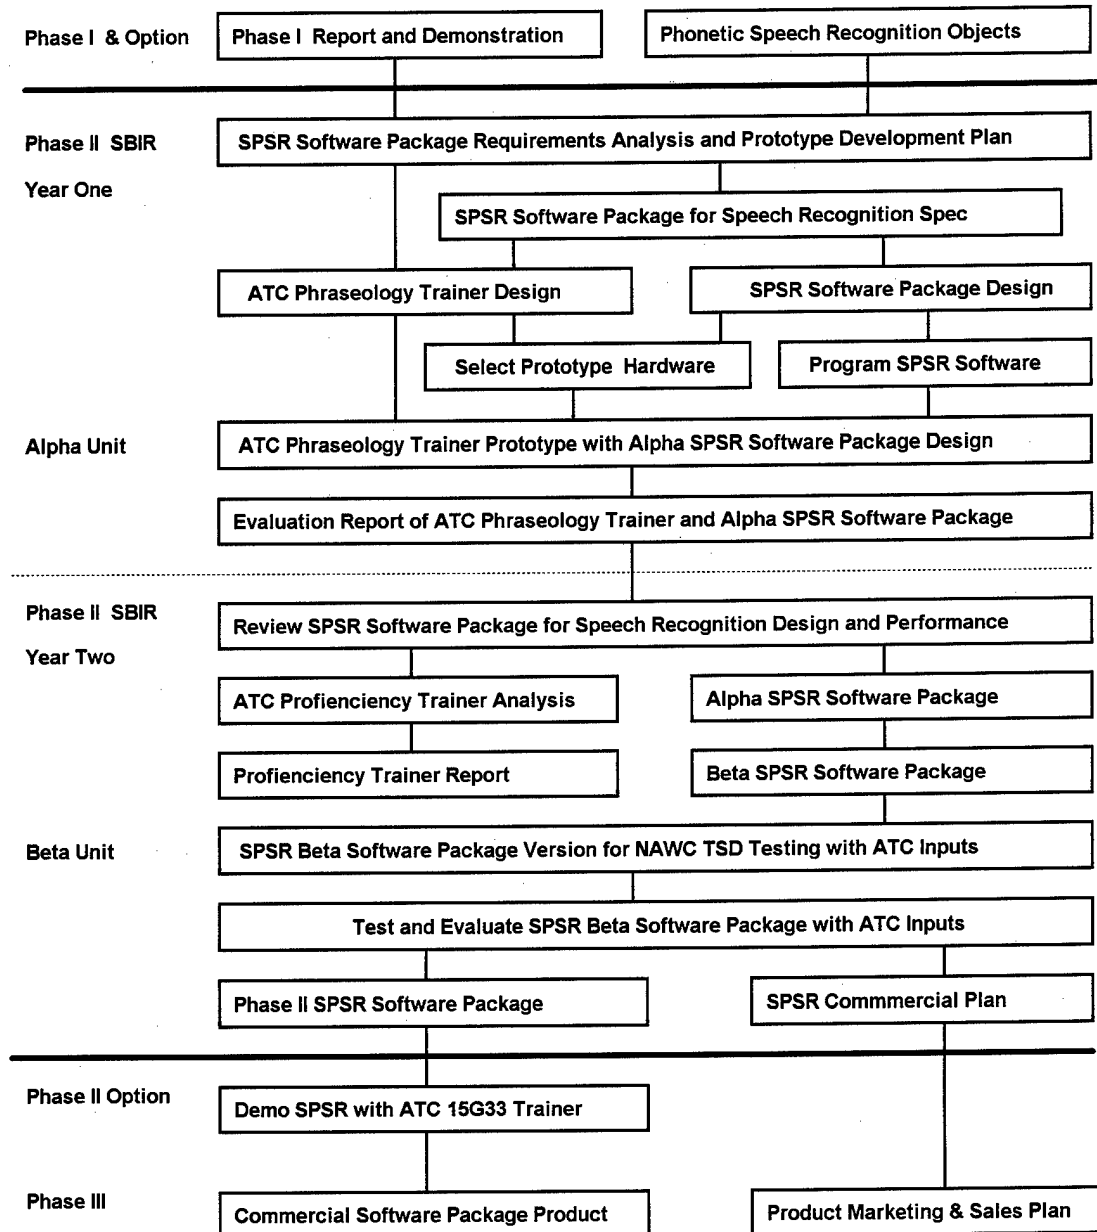 Phase I & Option
Phase I Report and Demonstration
Phonetic Speech Recognition Objects
Phase II SBIR
SPSR Software Package Requirements Analysis and Prototype Development Plan
Year One
SPSR Software Package for Speech Recognition Spec
ATC Phraseology Trainer Design
SPSR Software Package Design
Select Prototype Hardware
Program SPSR Software
Alpha Unit
ATC Phraseology Trainer Prototype with Alpha SPSR Software Package Design
Evaluation Report of ATC Phraseology Trainer and Alpha SPSR Software Package
Phase II SBIR
Review SPSR Software Package for Speech Recognition Design and Performance
Year Two
ATC Profienciency Trainer Analysis
Alpha SPSR Software Package
Profienciency Trainer Report
Beta SPSR Software Package
Beta Unit
SPSR Beta Software Package Version for NAWC TSD Testing with ATC Inputs
Test and Evaluate SPSR Beta Software Package with ATC Inputs
Phase II SPSR Software Package
SPSR Commmercial Plan
Phase II Option
Demo SPSR with ATC 15G33 Trainer
Phase III
Commercial Software Package Product
Product Marketing & Sales Plan